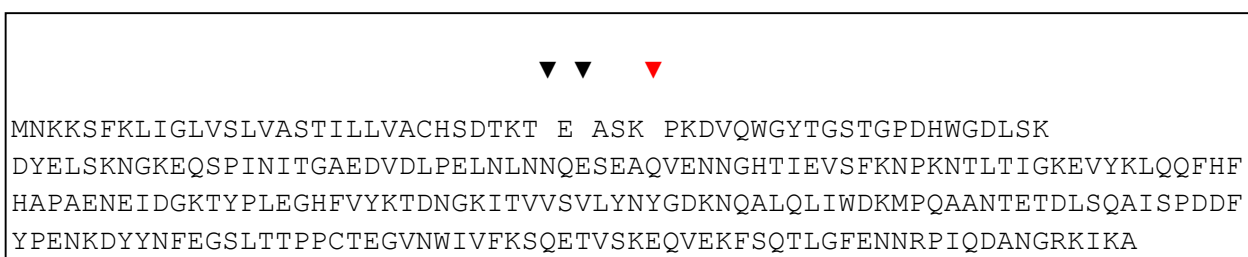 MNKKSFKLIGLVSLVASTILLVACHSDTKT E ASK PKDVQWGYTGSTGPDHWGDLSK
DYELSKNGKEQSPINITGAEDVDLPELNLNNQESEAQVENNGHTIEVSFKNPKNTLTIGKEVYKLQQFHF
HAPAENEIDGKTYPLEGHFVYKTDNGKITVVSVLYNYGDKNQALQLIWDKMPQAANTETDLSQAISPDDF
YPENKDYYNFEGSLTTPPCTEGVNWIVFKSQETVSKEQVEKFSQTLGFENNRPIQDANGRKIKA